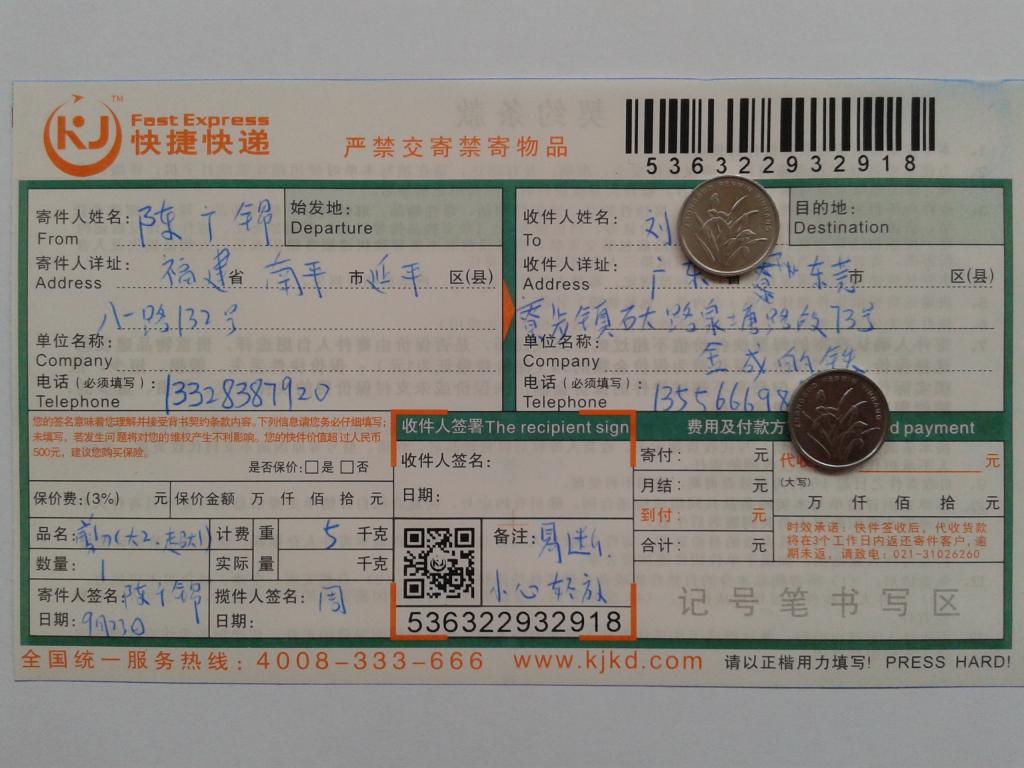 KJ TM Fast Express
快捷快递
严禁交寄禁寄物品
536322932918
寄件人姓名: 陈 锦
From
始发地:
Departure
寄件人详址: 福建省 南平市 延平区(县)
Address
八一路132号
单位名称:
Company
电话(必须填写): 13328387920
Telephone
收件人姓名: 刘
To
目的地:
Destination
收件人详址: 广东省 东莞市 区(县)
Address
镇 大路 路 73号
单位名称: 金成
Company
电话(必须填写): 135566698
Telephone
您的签名意味着您理解并接受背书契约条款内容。下列信息请您务必仔细填写;
未填写,若发生问题将对您的维权产生不利影响。您的快件价值超过人民币
500元,建议您购买保险。
是否保价: □是 □否
保价费:(3%) 元 保价金额 万 仟 佰 拾 元
品名: 剪刀(大2
计费重量 5 千克
数量: 1
实际重量 千克
寄件人签名: 陈 锦
日期: 9月23日
揽件人签名: 周
日期:
收件人签署The recipient sign
收件人签名:
日期:
备注: 易
小心轻放
536322932918
费用及付款方 d payment
寄付: 元
月结: 元
到付: 元
合计: 元
代收 元
(大写)
万 仟 佰 拾 元
时效承诺: 快件签收后,代收货款
将在3个工作日内返还寄件客户,逾
期未返,请致电:021-31026260
记号笔书写区
全国统一服务热线: 4008-333-666 www.kjkd.com 请以正楷用力填写! PRESS HARD!